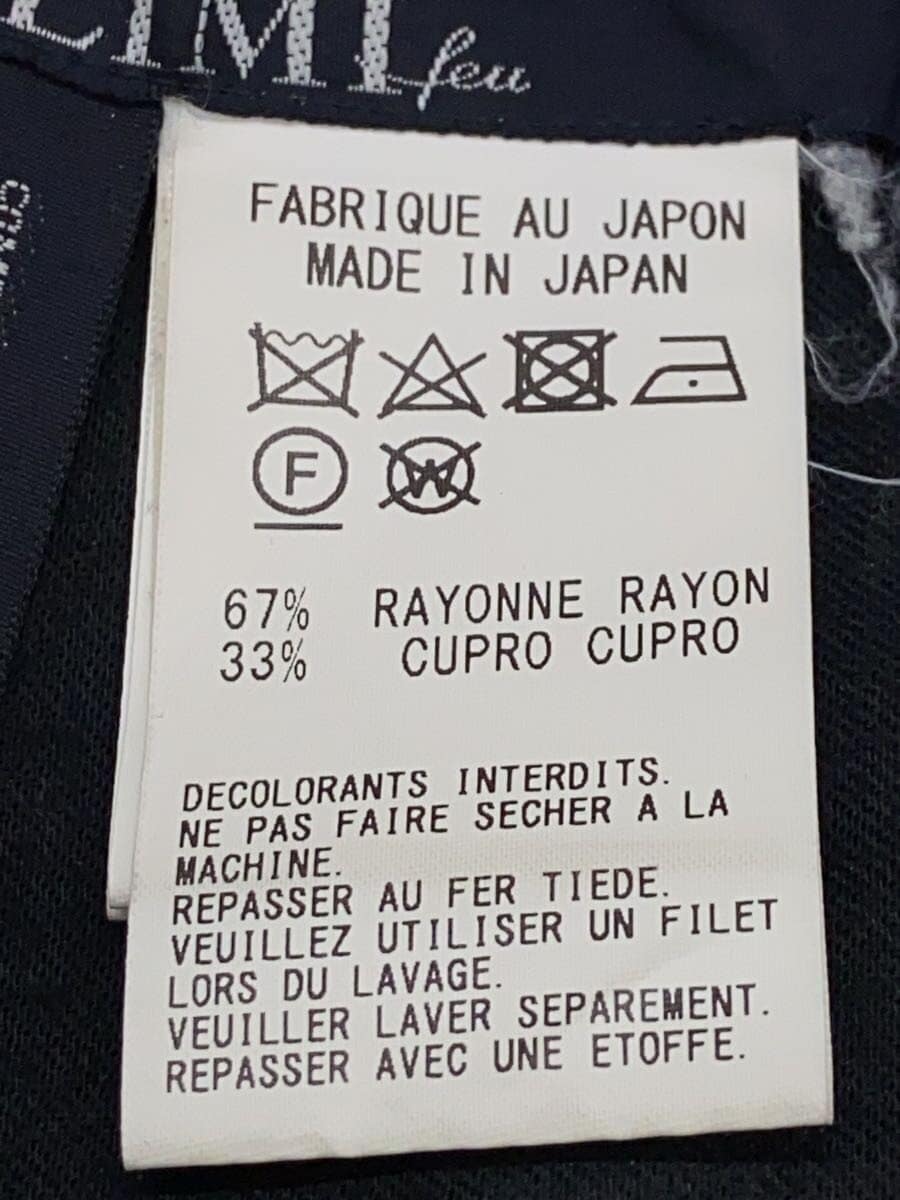 feu
FABRIQUE AU JAPON
MADE IN JAPAN
F
W
67% RAYONNE RAYON
33% CUPRO CUPRO
DECOLORANTS INTERDITS.
NE PAS FAIRE SECHER A LA
MACHINE.
REPASSER AU FER TIEDE.
VEUILLEZ UTILISER UN FILET
LORS DU LAVAGE.
VEUILLER LAVER SEPAREMENT.
REPASSER AVEC UNE ETOFFE.